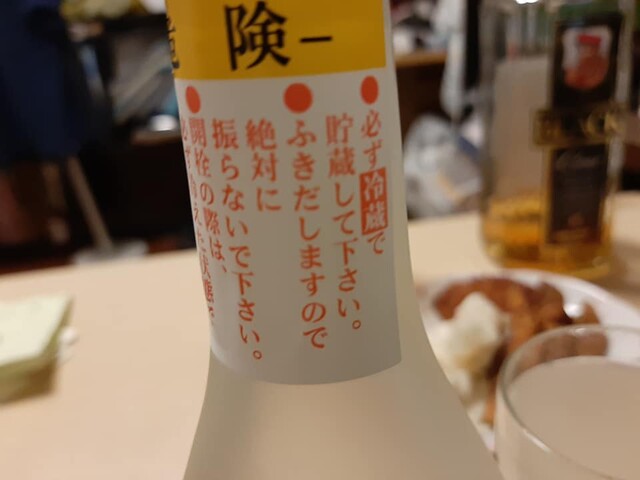 険
●必ず冷蔵で
貯蔵して下さい。
●ふきだしますので
絶対に
振らないで下さい。
●開栓の際は、
BLACK